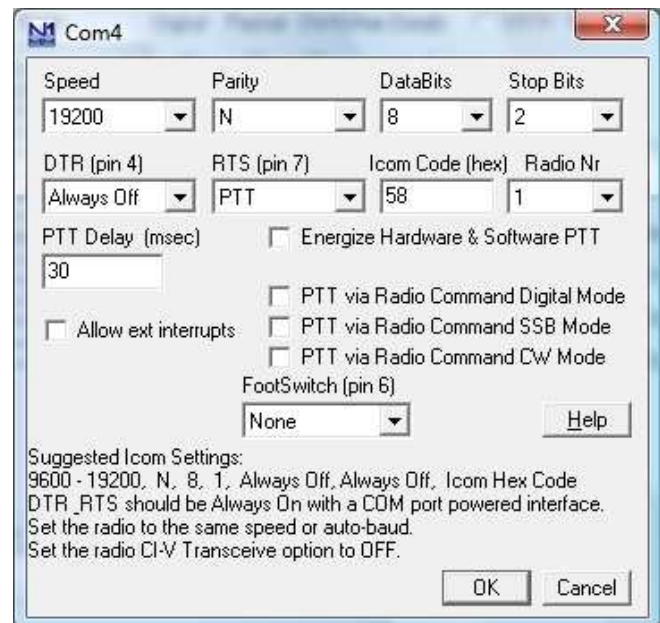 N1 Com4
Speed Parity DataBits Stop Bits
19200 N 8 2
DTR (pin 4) RTS (pin 7) Icom Code (hex) Radio Nr
Always Off PTT 58 1
PTT Delay (msec) Energize Hardware & Software PTT
30
PTT via Radio Command Digital Mode
Allow ext interrupts PTT via Radio Command SSB Mode
PTT via Radio Command CW Mode
FootSwitch (pin 6)
None Help
Suggested Icom Settings:
9600 - 19200, N, 8, 1, Always Off, Always Off, Icom Hex Code
DTR_RTS should be Always On with a COM port powered interface.
Set the radio to the same speed or auto-baud.
Set the radio CI-V Transceive option to OFF.
OK Cancel